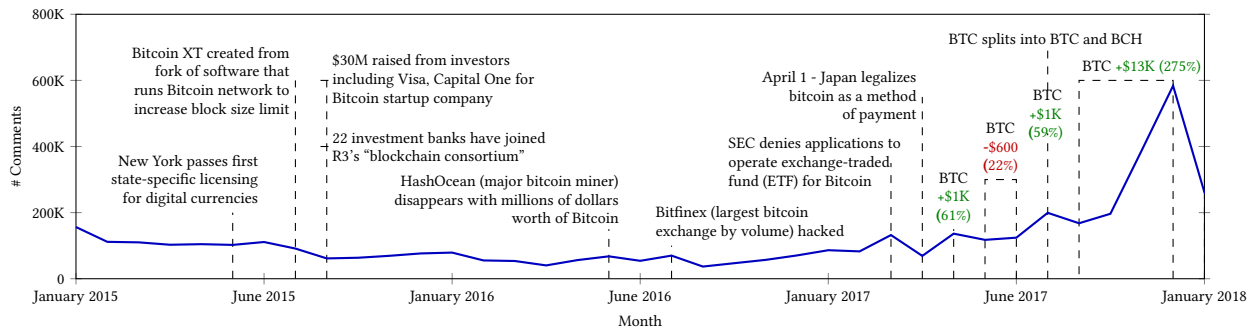 800K
600K
400K
200K
0
# Comments
Bitcoin XT created from
fork of software that
runs Bitcoin network to
increase block size limit
New York passes first
state-specific licensing
for digital currencies
$30M raised from investors
including Visa, Capital One for
Bitcoin startup company
22 investment banks have joined
R3's “blockchain consortium”
HashOcean (major bitcoin miner)
disappears with millions of dollars
worth of Bitcoin
Bitfinex (largest bitcoin
exchange by volume) hacked
SEC denies applications to
operate exchange-traded
fund (ETF) for Bitcoin
April 1 - Japan legalizes
bitcoin as a method
of payment
BTC
+$1K
(61%)
BTC
-$600
(22%)
BTC
+$1K
(59%)
BTC splits into BTC and BCH
BTC +$13K (275%)
January 2015
June 2015
January 2016
June 2016
January 2017
June 2017
January 2018
Month